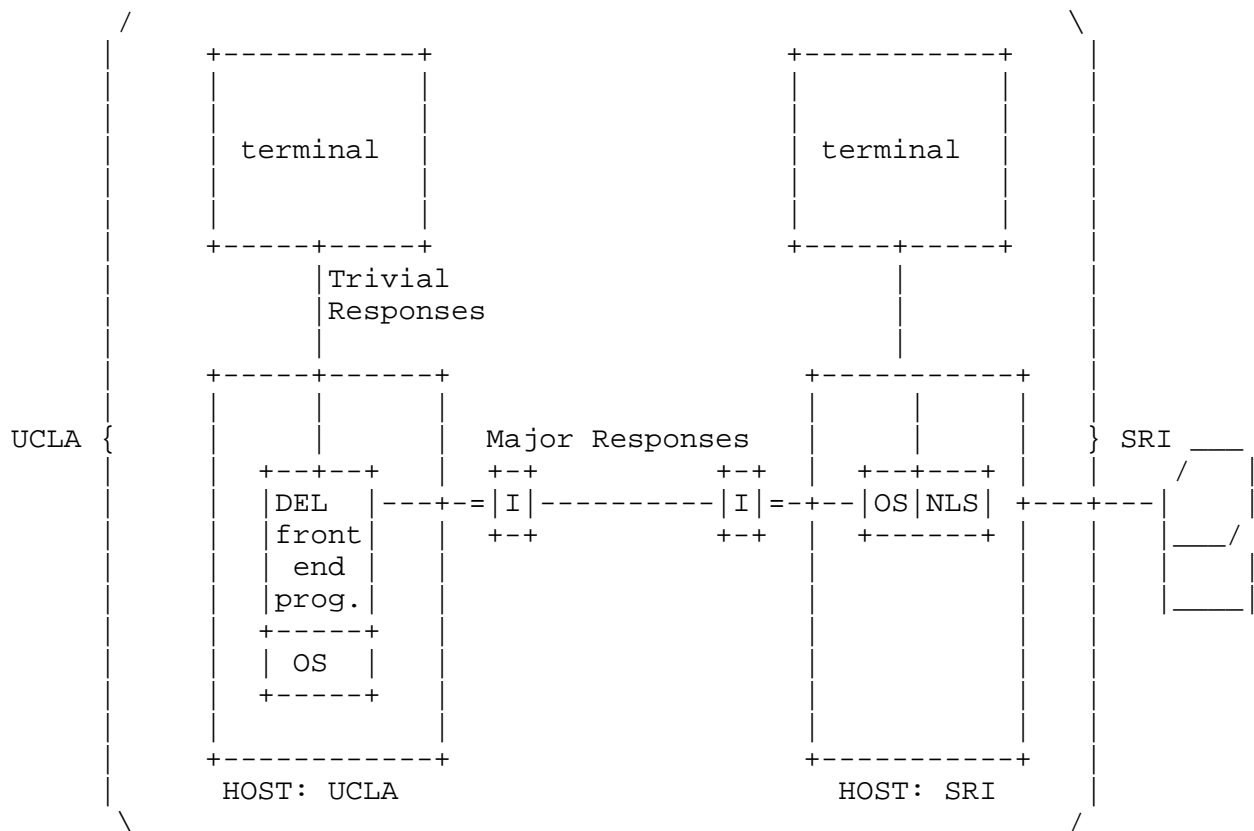 terminal terminal
Trivial
Responses
UCLA { Major Responses } SRI
DEL I I OS NLS
front
end
prog.
OS
HOST: UCLA HOST: SRI